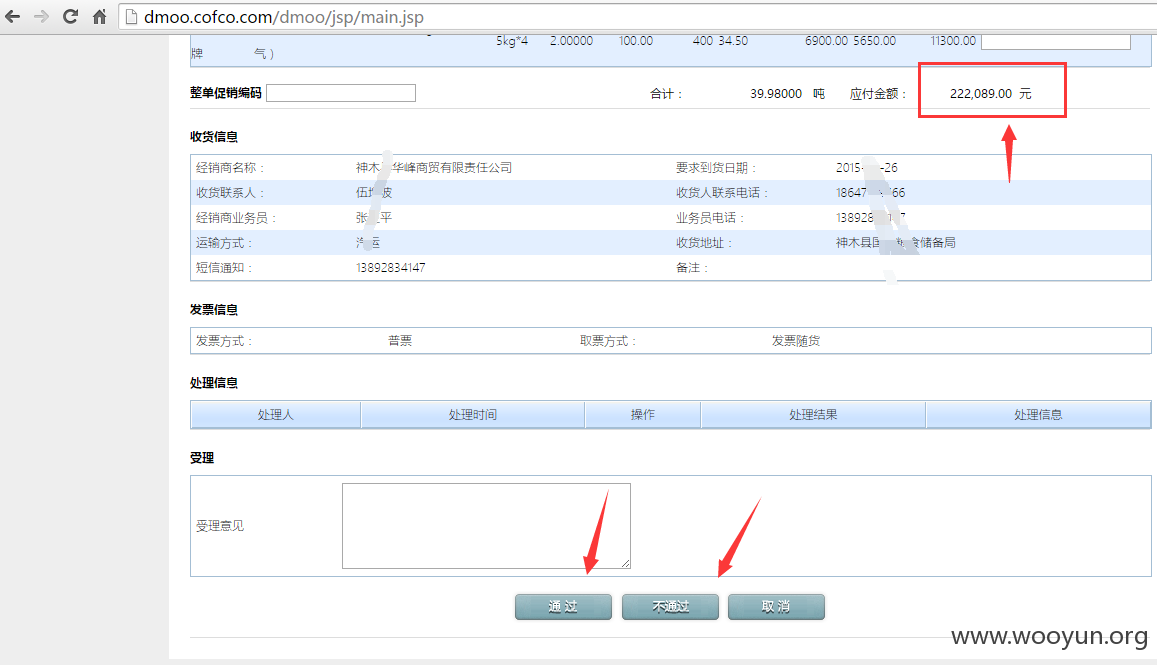 dmoo.cofco.com/dmoo/jsp/main.jsp
5kg*4 2.00000 100.00 400 34.50 6900.00 5650.00 11300.00
牌 气)
整单促销编码 合计: 39.98000 吨 应付金额: 222,089.00 元
收货信息
经销商名称: 神木 华峰商贸有限责任公司 要求到货日期: 2015- -26
收货联系人: 伍 波 收货人联系电话: 18647 66
经销商业务员: 张 平 业务员电话: 13892 7
运输方式: 汽运 收货地址: 神木县国 粮食储备局
短信通知: 13892834147 备注:
发票信息
发票方式: 普票 取票方式: 发票随货
处理信息
处理人 处理时间 操作 处理结果 处理信息
受理
受理意见
通 过 不通过 取 消
www.wooyun.org